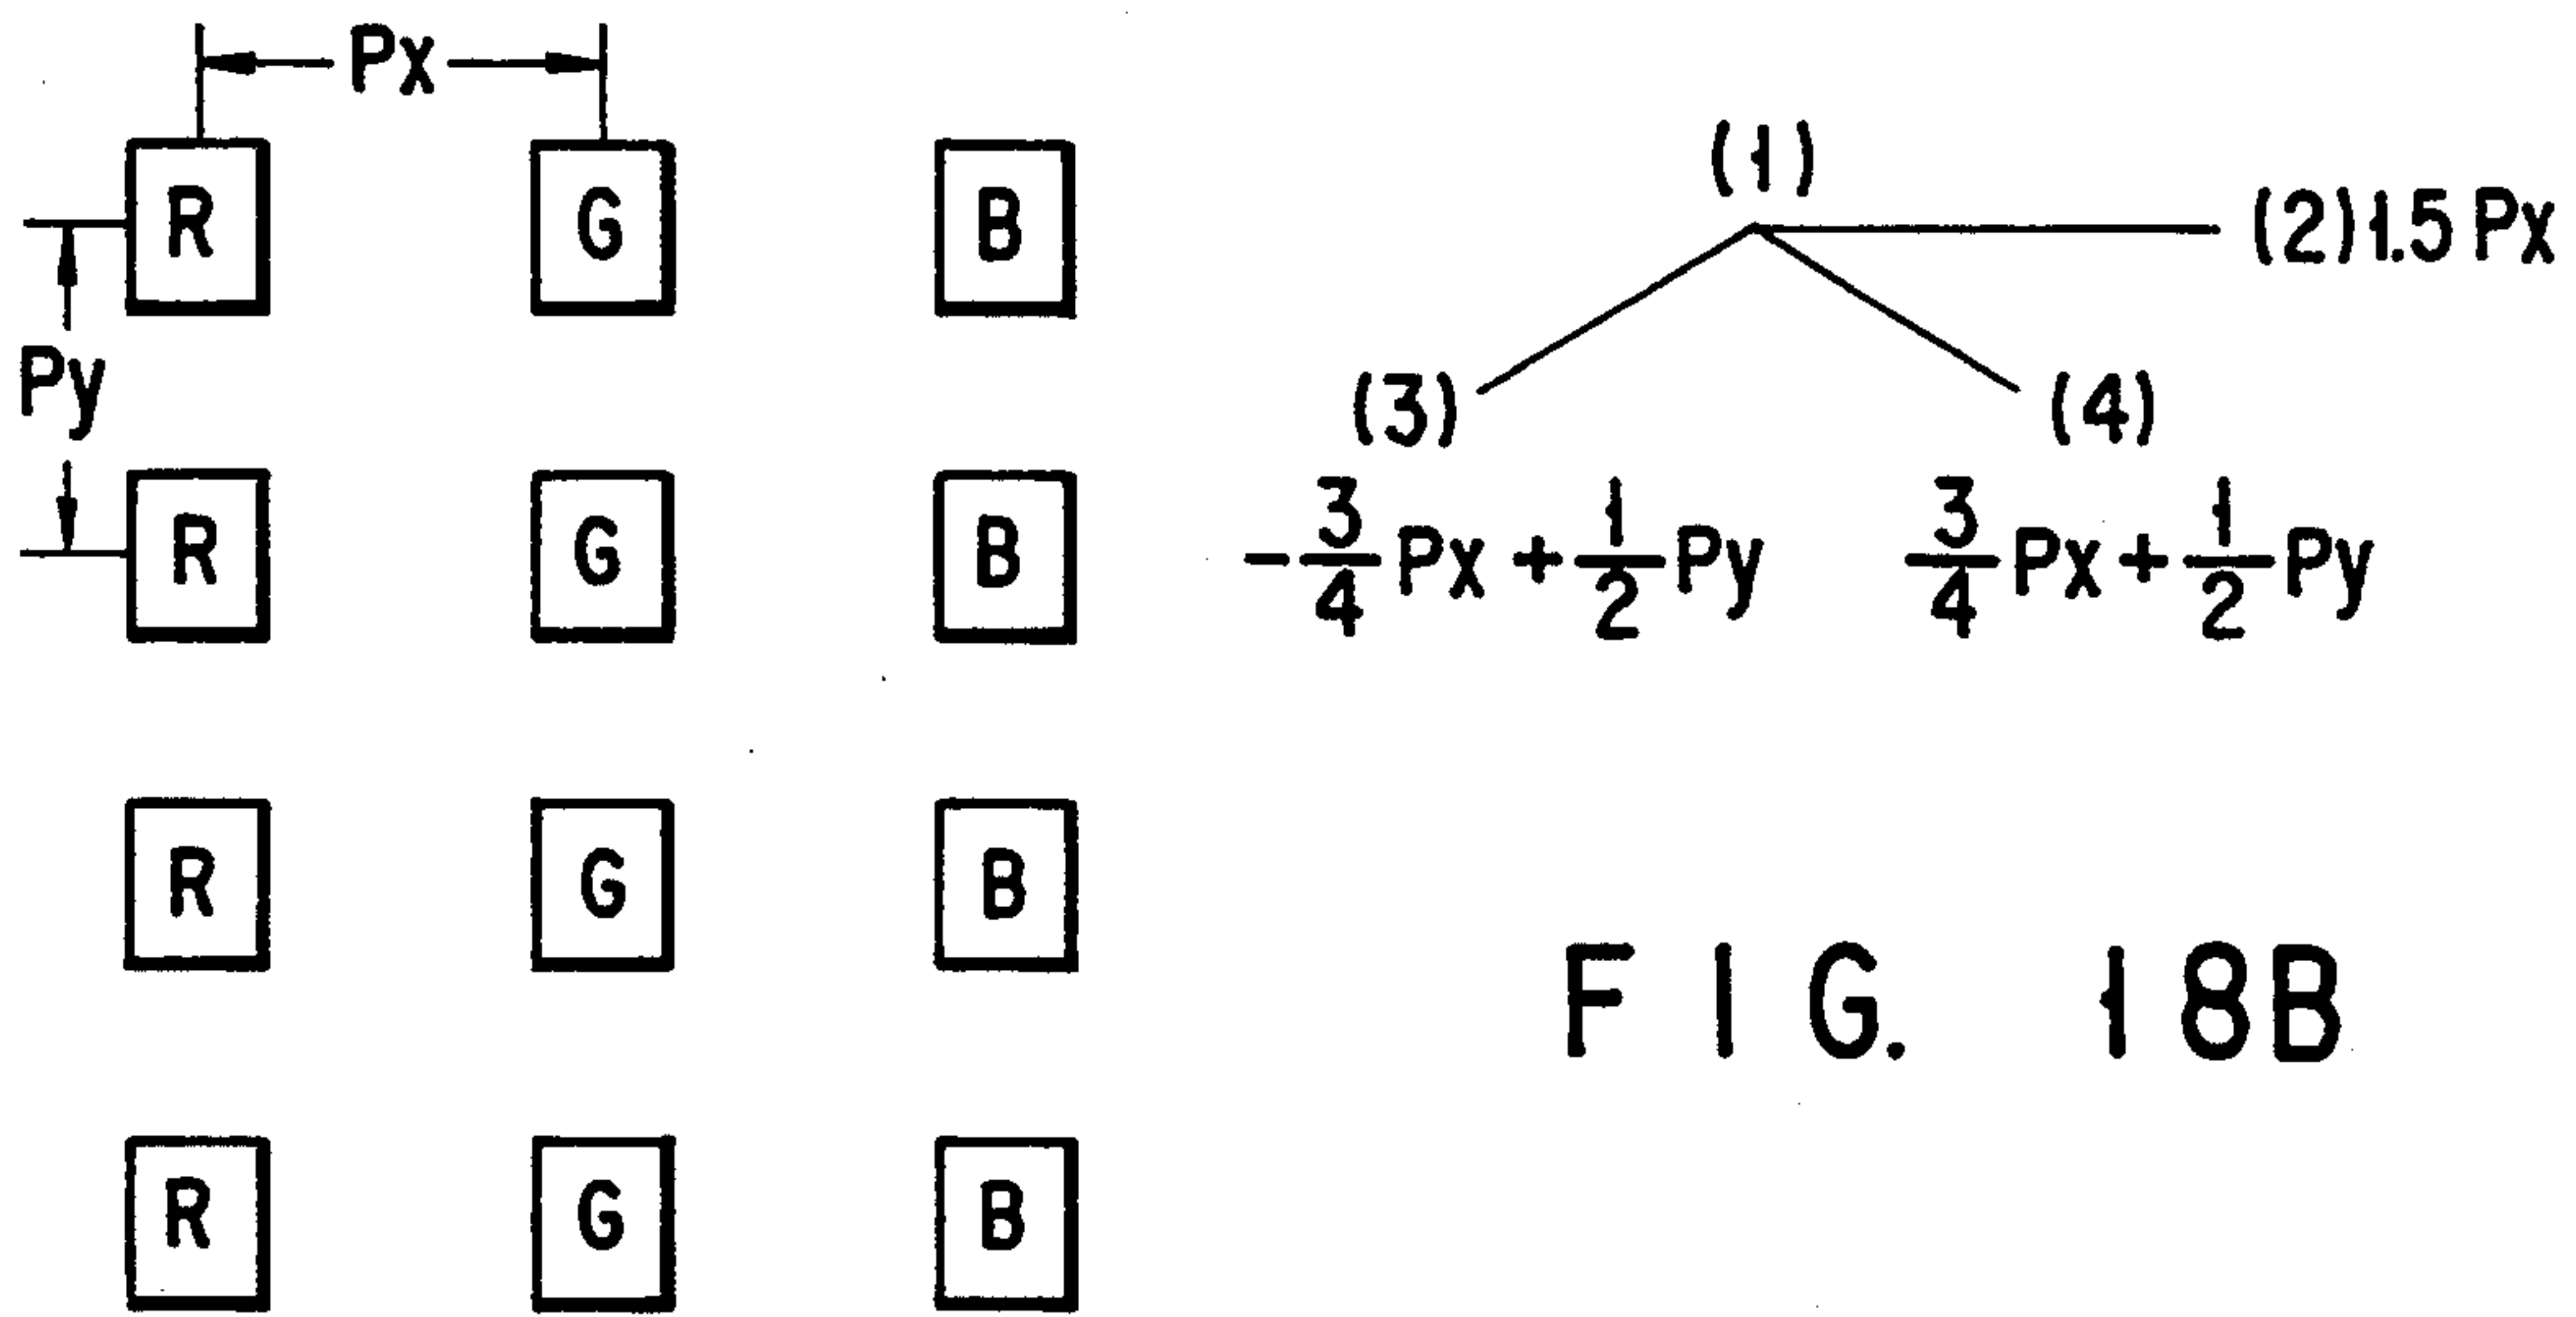 Px
R G B
Py
R G B
R G B
R G B
(1)
(2) 1.5 Px
(3) (4)
-3/4 Px + 1/2 Py 3/4 Px + 1/2 Py
FIG. 18B